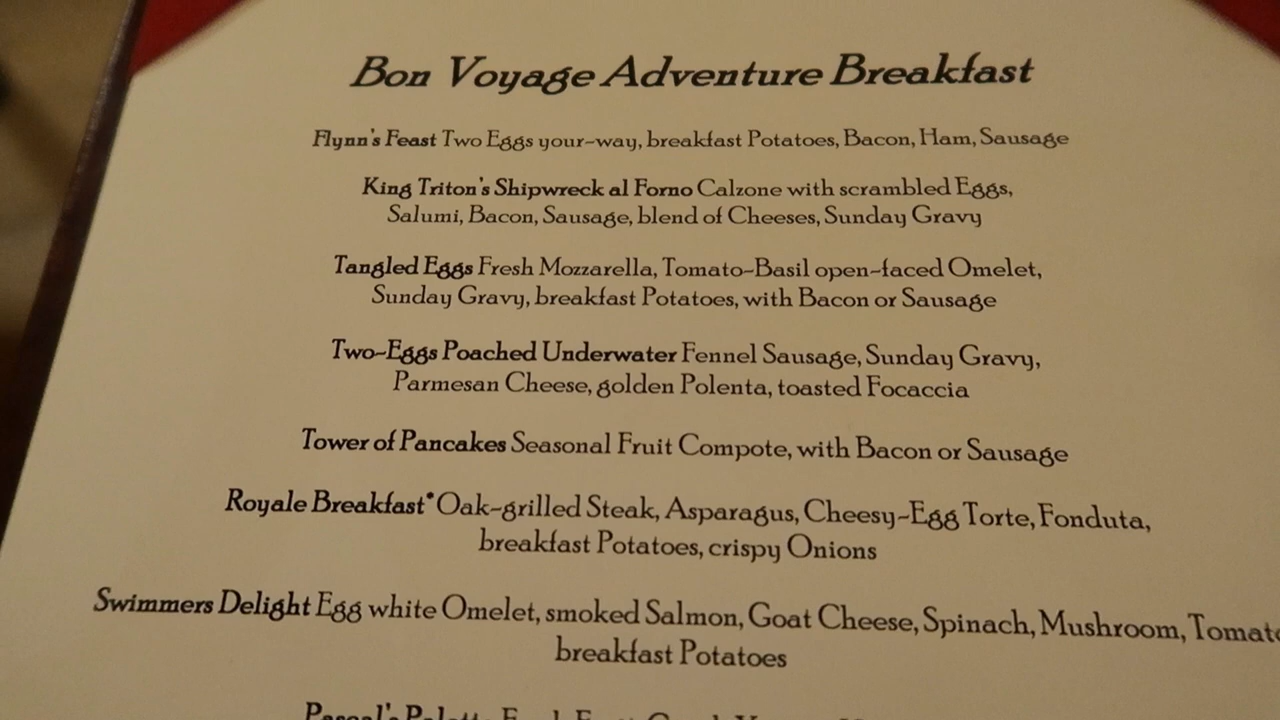 Bon Voyage Adventure Breakfast
Flynn's Feast Two Eggs your-way, breakfast Potatoes, Bacon, Ham, Sausage
King Triton's Shipwreck al Forno Calzone with scrambled Eggs,
Salumi, Bacon, Sausage, blend of Cheeses, Sunday Gravy
Tangled Eggs Fresh Mozzarella, Tomato-Basil open-faced Omelet,
Sunday Gravy, breakfast Potatoes, with Bacon or Sausage
Two-Eggs Poached Underwater Fennel Sausage, Sunday Gravy,
Parmesan Cheese, golden Polenta, toasted Focaccia
Tower of Pancakes Seasonal Fruit Compote, with Bacon or Sausage
Royale Breakfast* Oak-grilled Steak, Asparagus, Cheesy-Egg Torte, Fonduta,
breakfast Potatoes, crispy Onions
Swimmers Delight Egg white Omelet, smoked Salmon, Goat Cheese, Spinach, Mushroom, Tomato
breakfast Potatoes